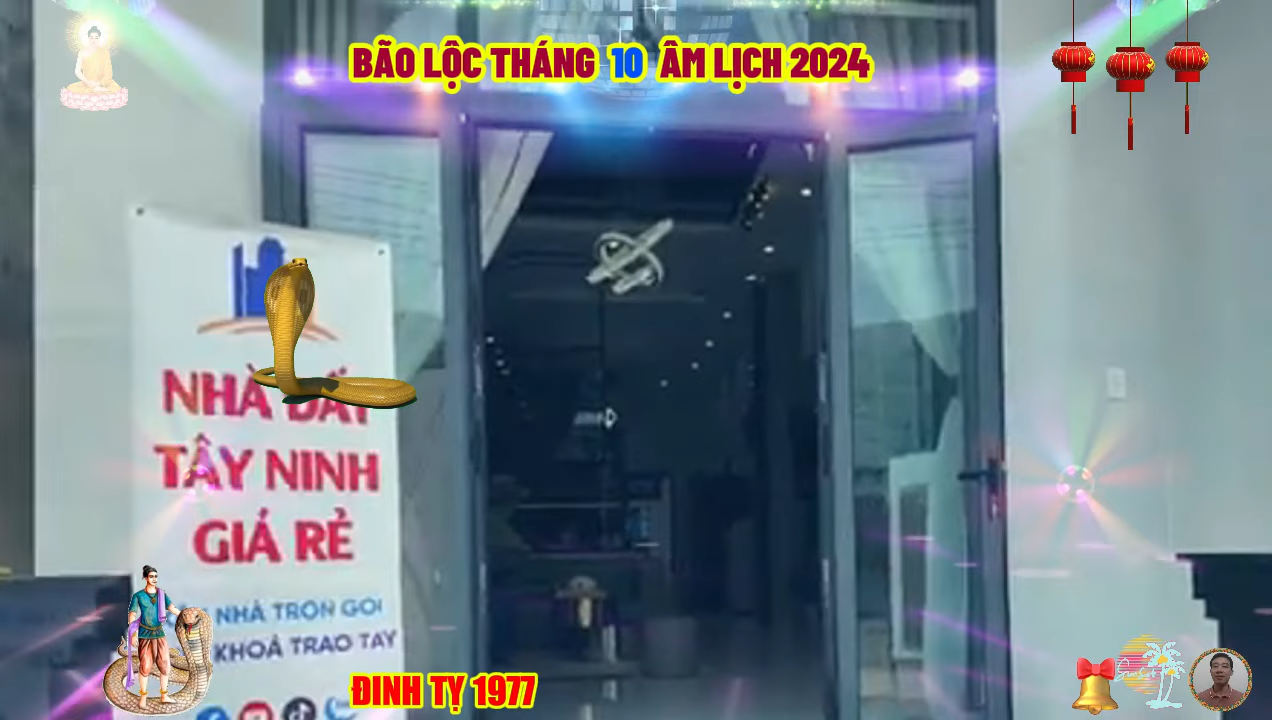 BÃO LỘC THÁNG 10 ÂM LỊCH 2024
NHÀ ĐẤT
TÂY NINH
GIÁ RẺ
NHÀ TRỌN GÓI
KHOÁ TRAO TAY
ĐINH TỴ 1977